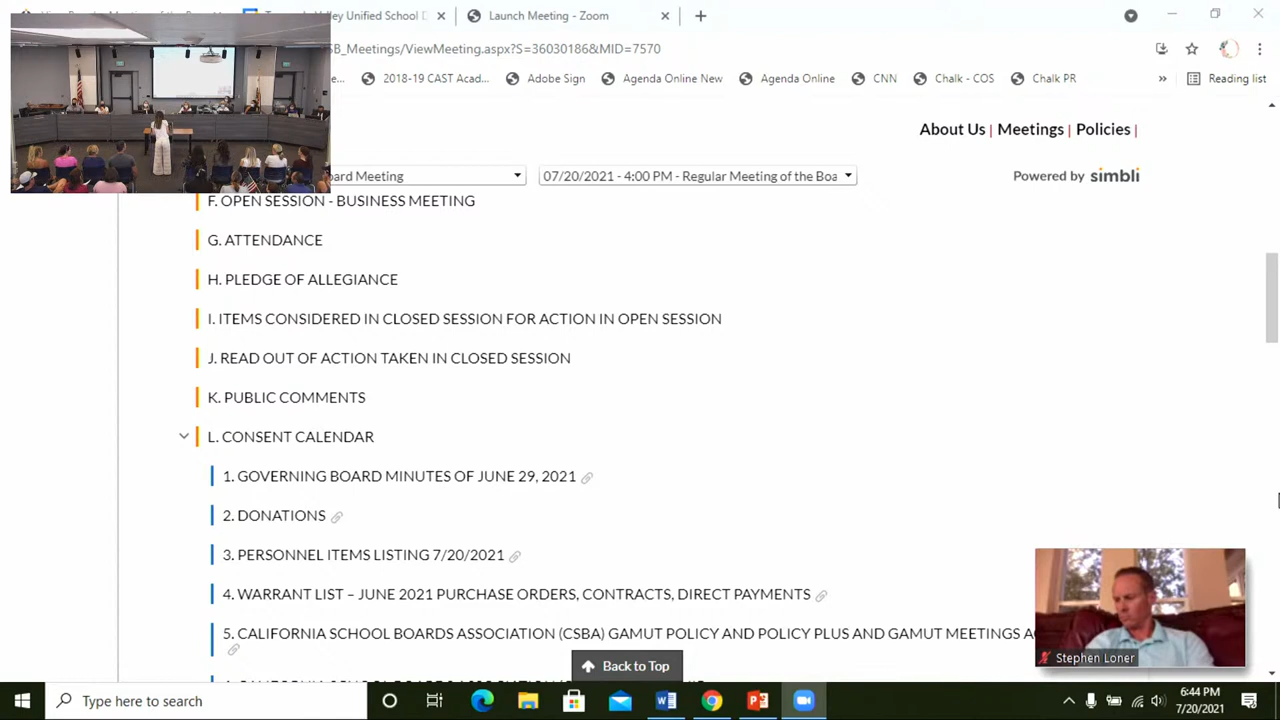 Valley Unified School D
Launch Meeting - Zoom
SB_Meetings/ViewMeeting.aspx?S=36030186&MID=7570
e...
2018-19 CAST Acad...
Adobe Sign
Agenda Online New
Agenda Online
CNN
Chalk - COS
Chalk PR
»
Reading list
About Us | Meetings | Policies |
ard Meeting
07/20/2021 - 4:00 PM - Regular Meeting of the Boa
Powered by simbli
F. OPEN SESSION - BUSINESS MEETING
G. ATTENDANCE
H. PLEDGE OF ALLEGIANCE
I. ITEMS CONSIDERED IN CLOSED SESSION FOR ACTION IN OPEN SESSION
J. READ OUT OF ACTION TAKEN IN CLOSED SESSION
K. PUBLIC COMMENTS
L. CONSENT CALENDAR
1. GOVERNING BOARD MINUTES OF JUNE 29, 2021
2. DONATIONS
3. PERSONNEL ITEMS LISTING 7/20/2021
4. WARRANT LIST – JUNE 2021 PURCHASE ORDERS, CONTRACTS, DIRECT PAYMENTS
5. CALIFORNIA SCHOOL BOARDS ASSOCIATION (CSBA) GAMUT POLICY AND POLICY PLUS AND GAMUT MEETINGS
Stephen Loner
Back to Top
Type here to search
6:44 PM
7/20/2021